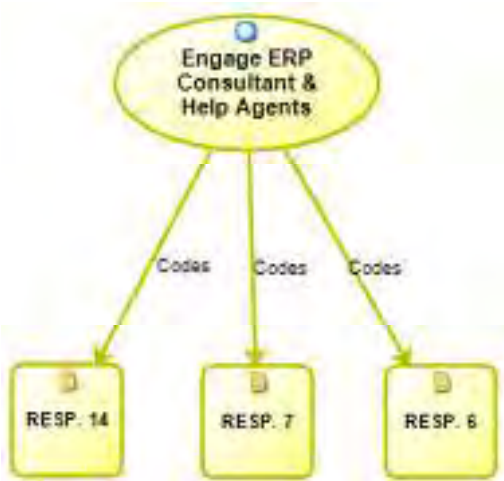 Engage ERP
Consultant &
Help Agents
Codes
Codes
Codes
RESP. 14
RESP. 7
RESP. 6